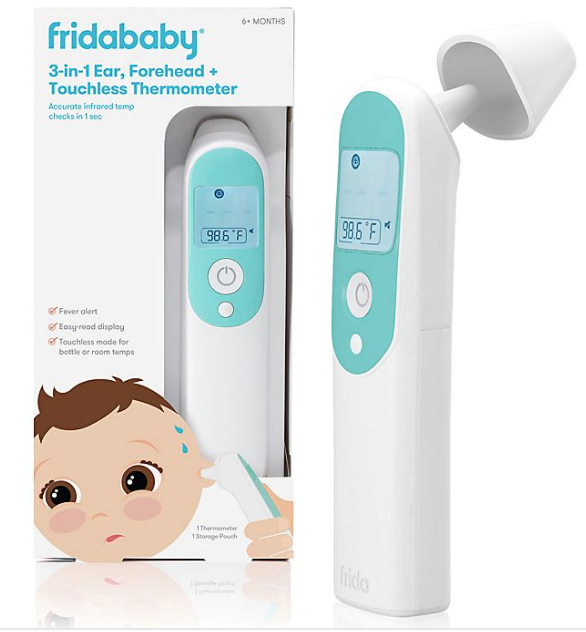 6+ MONTHS
fridababy®
3-in-1 Ear, Forehead +
Touchless Thermometer
Accurate infrared temp
checks in 1 sec
98.6 °F
Fever alert
Easy-read display
Touchless made for
bottle or room temps
1 Thermometer
1 Storage Pouch
98.6 °F
frida